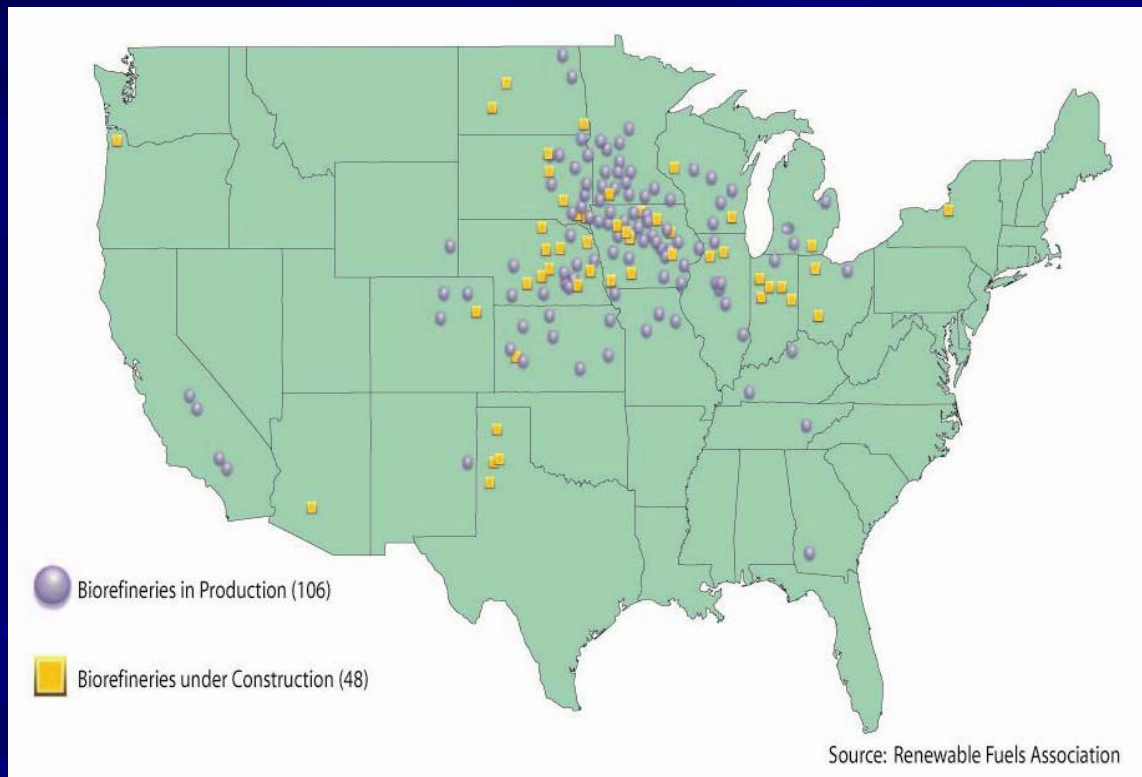 Biorefineries in Production (106)
Biorefineries under Construction (48)
Source: Renewable Fuels Association